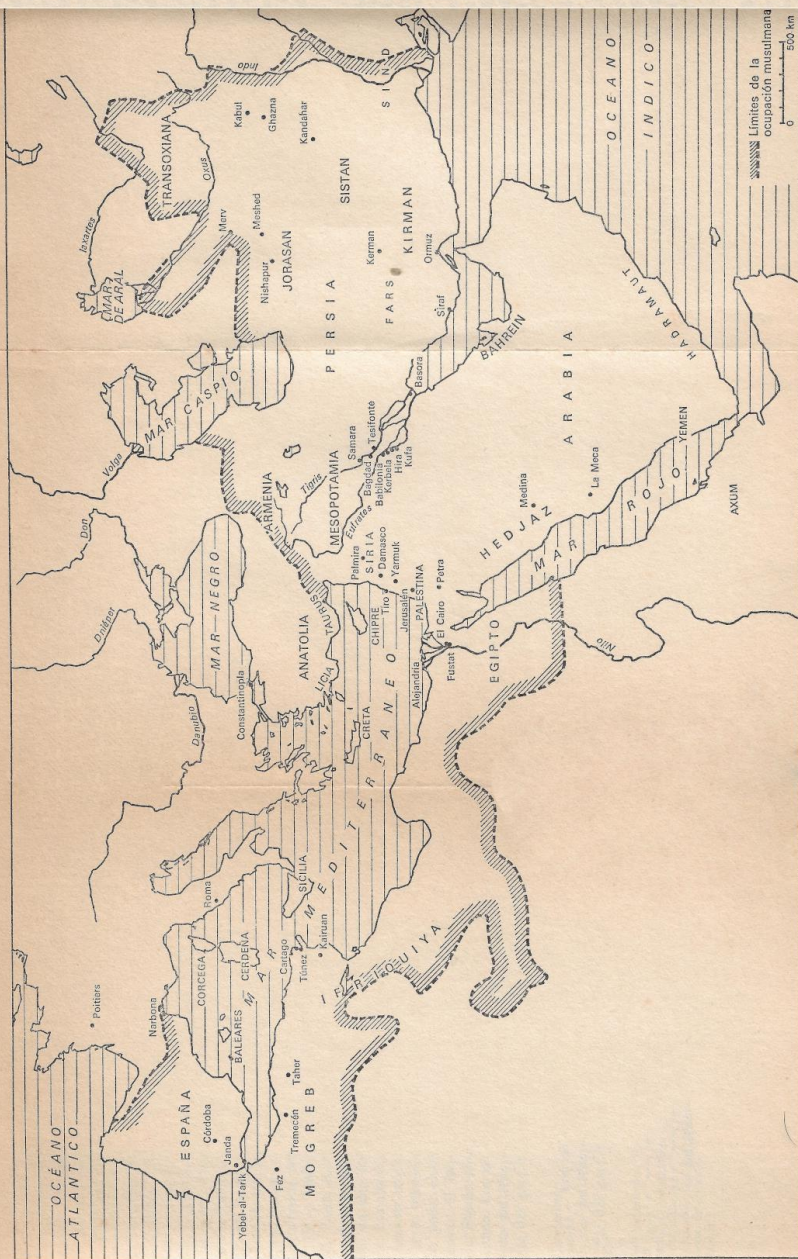 OCÉANO
ATLANTICO
Poitiers
Narbona
ESPAÑA
Córdoba
Janda
Yebel-al-Tarik
Fez
Tremecén
Taher
MOGREB
BALEARES
CORCEGA
CERDEÑA
Roma
SICILIA
Cartago
Túnez
Kairuan
IFRIQUIYA
MAR MEDITERRANEO
Danubio
Dniéper
Don
Volga
MAR NEGRO
Constantinopla
ANATOLIA
LICIA
TAURUS
CRETA
CHIPRE
ARMENIA
MAR CASPIO
MAR
DE ARAL
Iaxartes
TRANSOXIANA
Oxus
Merv
Meshed
Nishapur
JORASAN
Kabul
Ghazna
Kandahar
Indo
SIND
SISTAN
PERSIA
Kerman
KIRMAN
FARS
Ormuz
Siraf
Tigris
MESOPOTAMIA
Eufrates
Samara
Tesifonte
Bagdad
Babilonia
Kerbela
Hira
Kufa
Basora
BAHREIN
Palmira
SIRIA
Damasco
Yarmuk
Tiro
Jerusalén
PALESTINA
Petra
Alejandría
El Cairo
Fustat
EGIPTO
Nilo
HEDJAZ
Medina
La Meca
ARABIA
MAR ROJO
YEMEN
HADRAMAUT
AXUM
OCEANO
INDICO
Límites de la
ocupación musulmana
0 500 km